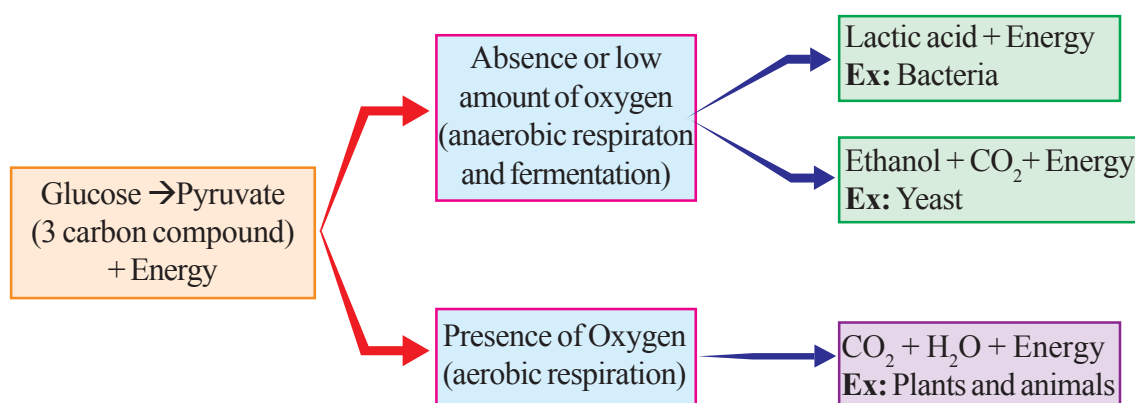 Glucose →Pyruvate
(3 carbon compound)
+ Energy
Absence or low
amount of oxygen
(anaerobic respiraton
and fermentation)
Lactic acid + Energy
Ex: Bacteria
Ethanol + CO₂+ Energy
Ex: Yeast
Presence of Oxygen
(aerobic respiration)
CO₂ + H₂O + Energy
Ex: Plants and animals